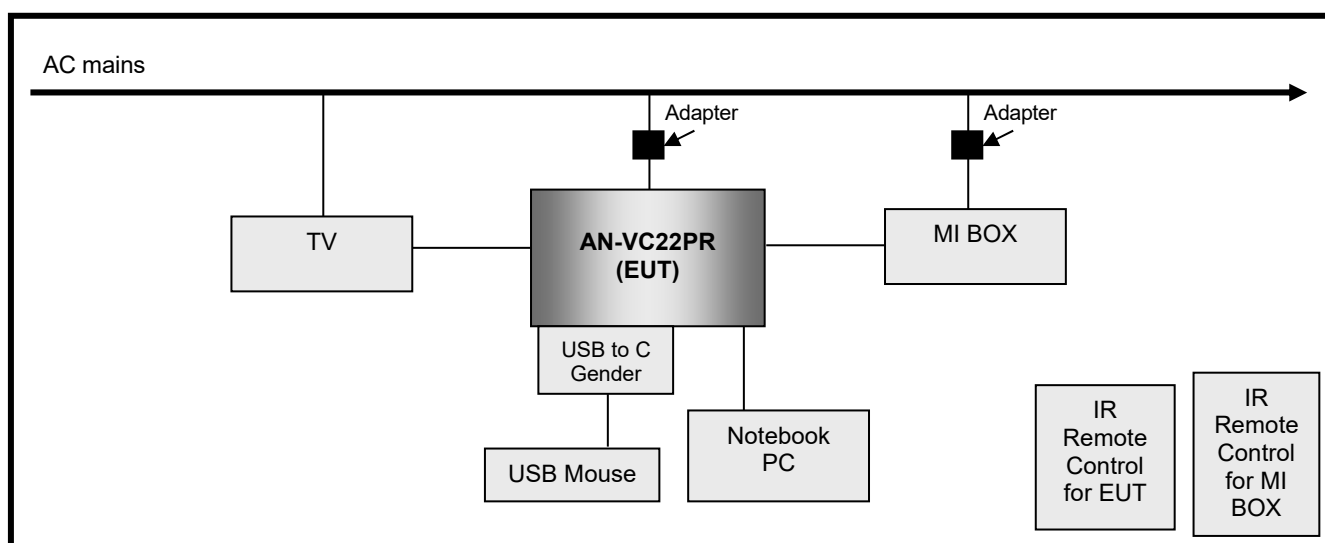 AC mains
Adapter
Adapter
TV
AN-VC22PR
(EUT)
MI BOX
USB to C
Gender
USB Mouse
Notebook
PC
IR
Remote
Control
for EUT
IR
Remote
Control
for MI
BOX